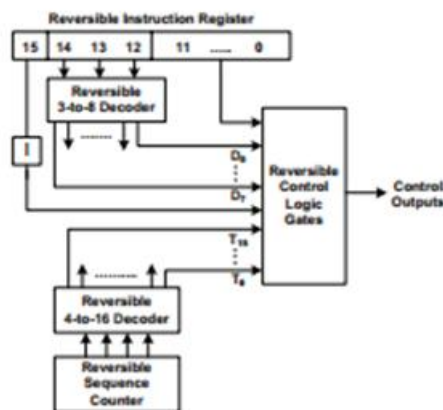 Reversible Instruction Register
15 14 13 12 11 ..... 0
Reversible
3-to-8 Decoder
I
D0
D7
Reversible
Control
Logic
Gates
Control
Outputs
T15
T0
Reversible
4-to-16 Decoder
Reversible
Sequence
Counter